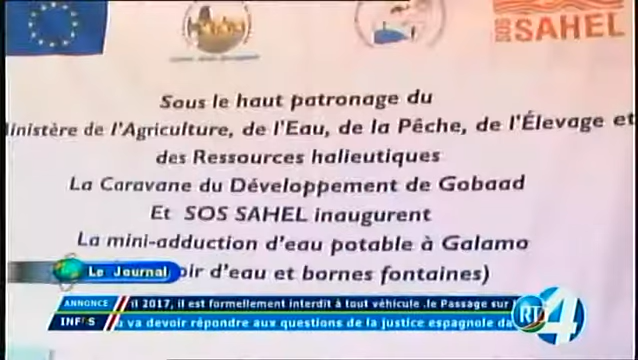 SOS SAHEL
Sous le haut patronage du
Ministère de l'Agriculture, de l'Eau, de la Pêche, de l'Élevage et
des Ressources halieutiques
La Caravane du Développement de Gobaad
Et SOS SAHEL inaugurent
La mini-adduction d'eau potable à Galamo
oir d'eau et bornes fontaines)
Le Journal
ANNONCE il 2017, il est formellement interdit à tout véhicule .le Passage sur
INFOS va devoir répondre aux questions de la justice espagnole da
RTD 4